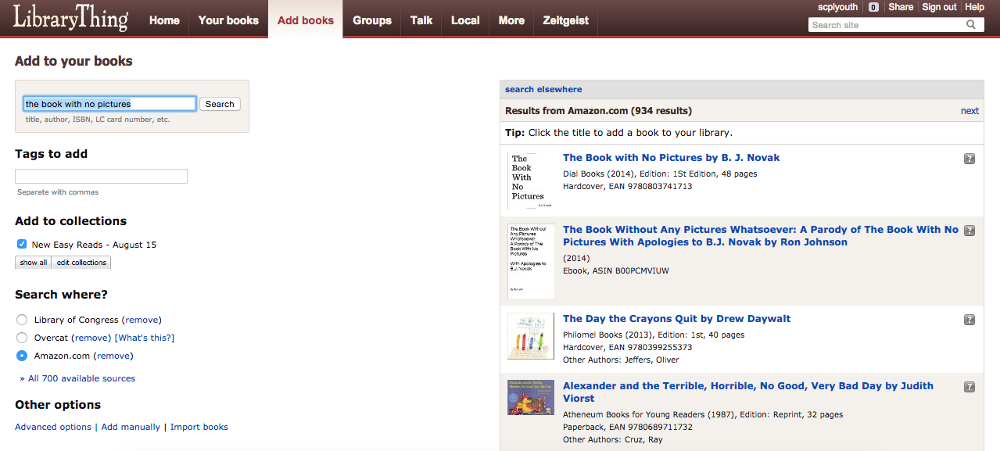 LibraryThing
Home Your books Add books Groups Talk Local More Zeitgeist
scplyouth 0 Share Sign out Help
Search site
Add to your books
the book with no pictures Search
title, author, ISBN, LC card number, etc.
Tags to add
Separate with commas
Add to collections
New Easy Reads - August 15
show all edit collections
Search where?
Library of Congress (remove)
Overcat (remove) [What's this?]
Amazon.com (remove)
» All 700 available sources
Other options
Advanced options | Add manually | Import books
search elsewhere
Results from Amazon.com (934 results) next
Tip: Click the title to add a book to your library.
The
Book
With
No
Pictures
B.J. Novak
The Book with No Pictures by B. J. Novak ?
Dial Books (2014), Edition: 1St Edition, 48 pages
Hardcover, EAN 9780803741713
The Book Without
Any Pictures
Whatsoever:
A Parody of The
Book With No
Pictures
With Apologies to
B.J. Novak
The Book Without Any Pictures Whatsoever: A Parody of The Book With No ?
Pictures With Apologies to B.J. Novak by Ron Johnson
(2014)
Ebook, ASIN B00PCMVIUW
The Day the Crayons Quit by Drew Daywalt ?
Philomel Books (2013), Edition: 1st, 40 pages
Hardcover, EAN 9780399255373
Other Authors: Jeffers, Oliver
Alexander and the Terrible, Horrible, No Good, Very Bad Day by Judith ?
Viorst
Atheneum Books for Young Readers (1987), Edition: Reprint, 32 pages
Paperback, EAN 9780689711732
Other Authors: Cruz, Ray